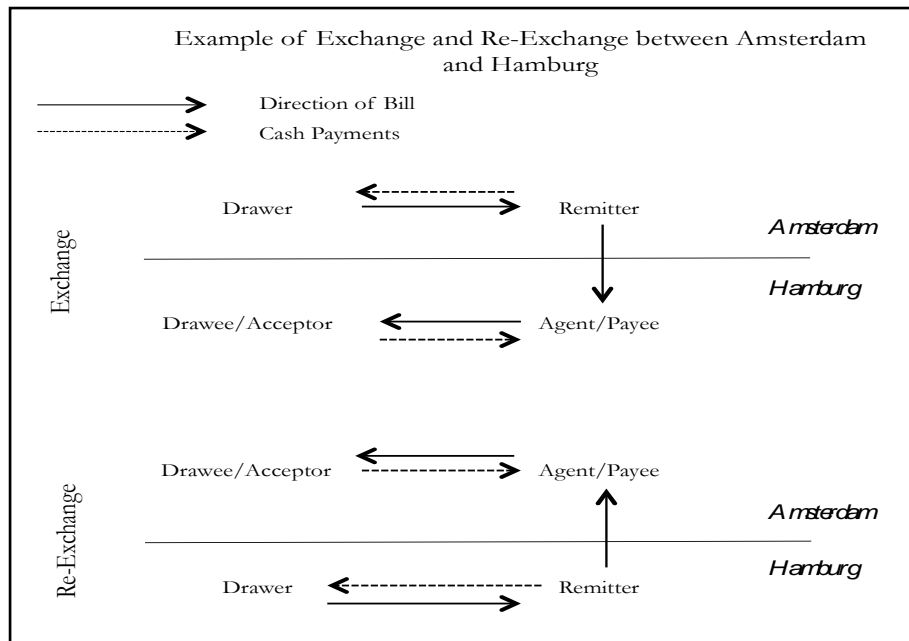 Example of Exchange and Re-Exchange between Amsterdam
and Hamburg
Direction of Bill
Cash Payments
Exchange
Drawer
Remitter
Amsterdam
Hamburg
Drawee/Acceptor
Agent/Payee
Re-Exchange
Drawee/Acceptor
Agent/Payee
Amsterdam
Hamburg
Drawer
Remitter